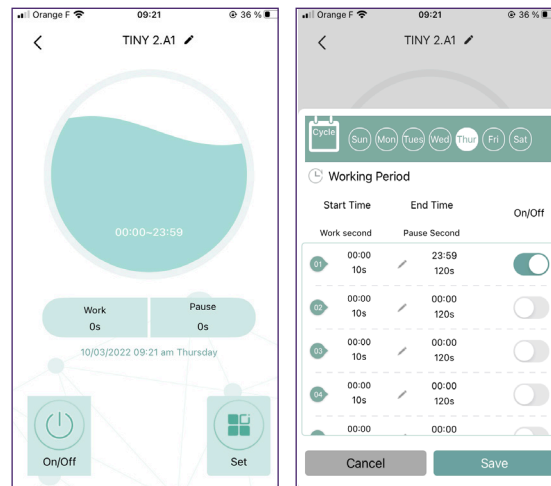 Orange F 09:21 36 %
TINY 2.A1
00:00~23:59
Work Pause
0s 0s
10/03/2022 09:21 am Thursday
On/Off Set
Orange F 09:21 36 %
TINY 2.A1
Cycle Sun Mon Tues Wed Thur Fri Sat
Working Period
Start Time End Time On/Off
Work second Pause Second
01 00:00 23:59
10s 120s
02 00:00 00:00
10s 120s
03 00:00 00:00
10s 120s
04 00:00 00:00
10s 120s
00:00 00:00
Cancel Save